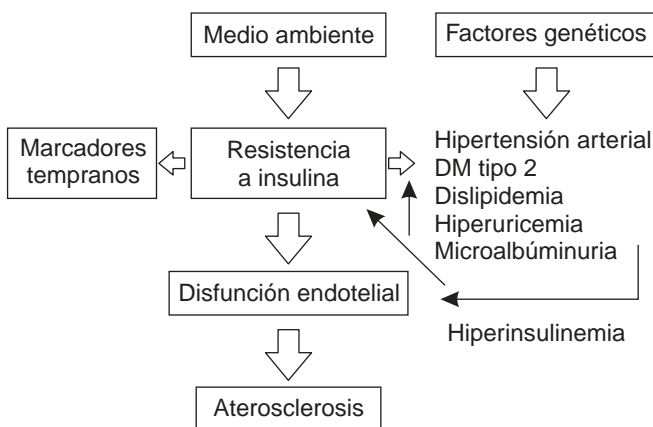 Medio ambiente
Factores genéticos
Marcadores
tempranos
Resistencia
a insulina
Hipertensión arterial
DM tipo 2
Dislipidemia
Hiperuricemia
Microalbúminuria
Disfunción endotelial
Hiperinsulinemia
Aterosclerosis